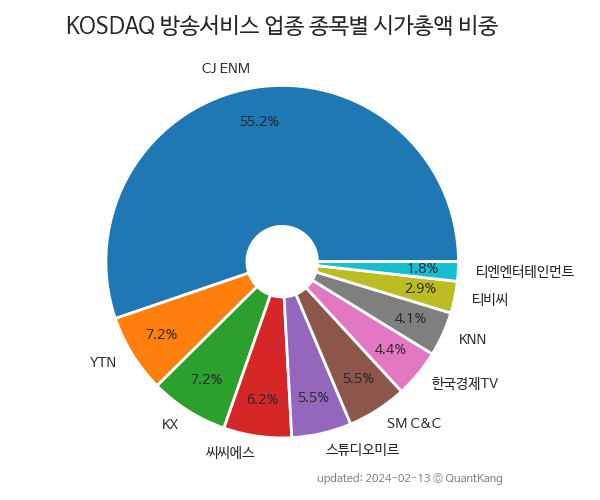 KOSDAQ 방송서비스 업종 종목별 시가총액 비중
CJ ENM
55.2%
티엔엔터테인먼트
1.8%
티비씨
2.9%
KNN
4.1%
한국경제TV
4.4%
SM C&C
5.5%
스튜디오미르
5.5%
씨씨에스
6.2%
KX
7.2%
YTN
7.2%
updated: 2024-02-13 © QuantKang